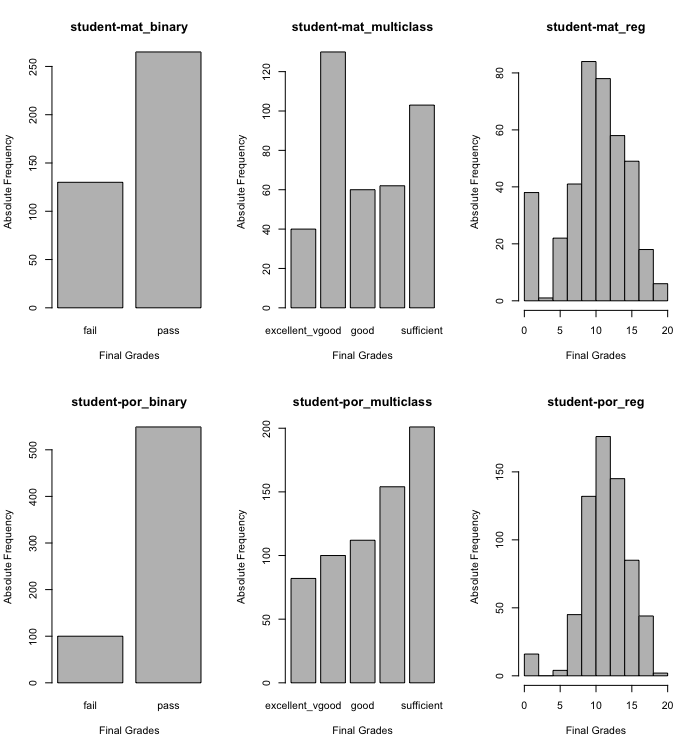 student-mat_binary
Absolute Frequency
0 50 100 150 200 250
fail pass
Final Grades
student-mat_multiclass
Absolute Frequency
0 20 40 60 80 100 120
excellent_vgood good sufficient
Final Grades
student-mat_reg
Absolute Frequency
0 20 40 60 80
0 5 10 15 20
Final Grades
student-por_binary
Absolute Frequency
0 100 200 300 400 500
fail pass
Final Grades
student-por_multiclass
Absolute Frequency
0 50 100 150 200
excellent_vgood good sufficient
Final Grades
student-por_reg
Absolute Frequency
0 50 100 150
0 5 10 15 20
Final Grades